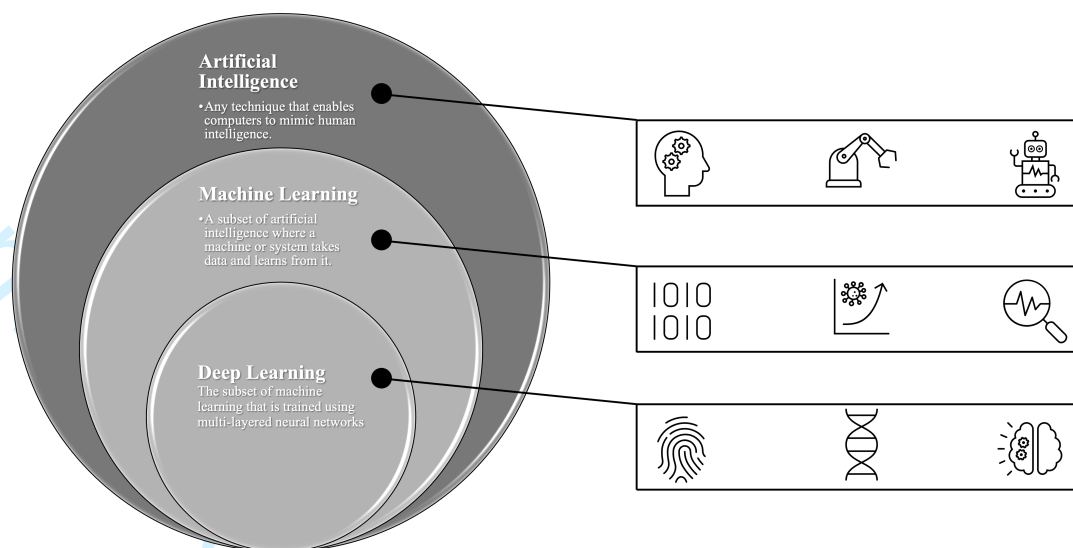 Artificial
Intelligence
•Any technique that enables
computers to mimic human
intelligence.
Machine Learning
•A subset of artificial
intelligence where a
machine or system takes
data and learns from it.
Deep Learning
The subset of machine
learning that is trained using
multi-layered neural networks
1010
1010